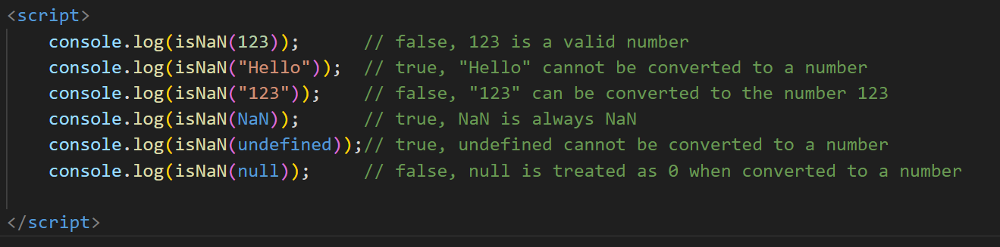 <script>
    console.log(isNaN(123));      // false, 123 is a valid number
    console.log(isNaN("Hello"));  // true, "Hello" cannot be converted to a number
    console.log(isNaN("123"));    // false, "123" can be converted to the number 123
    console.log(isNaN(NaN));      // true, NaN is always NaN
    console.log(isNaN(undefined));// true, undefined cannot be converted to a number
    console.log(isNaN(null));     // false, null is treated as 0 when converted to a number
</script>